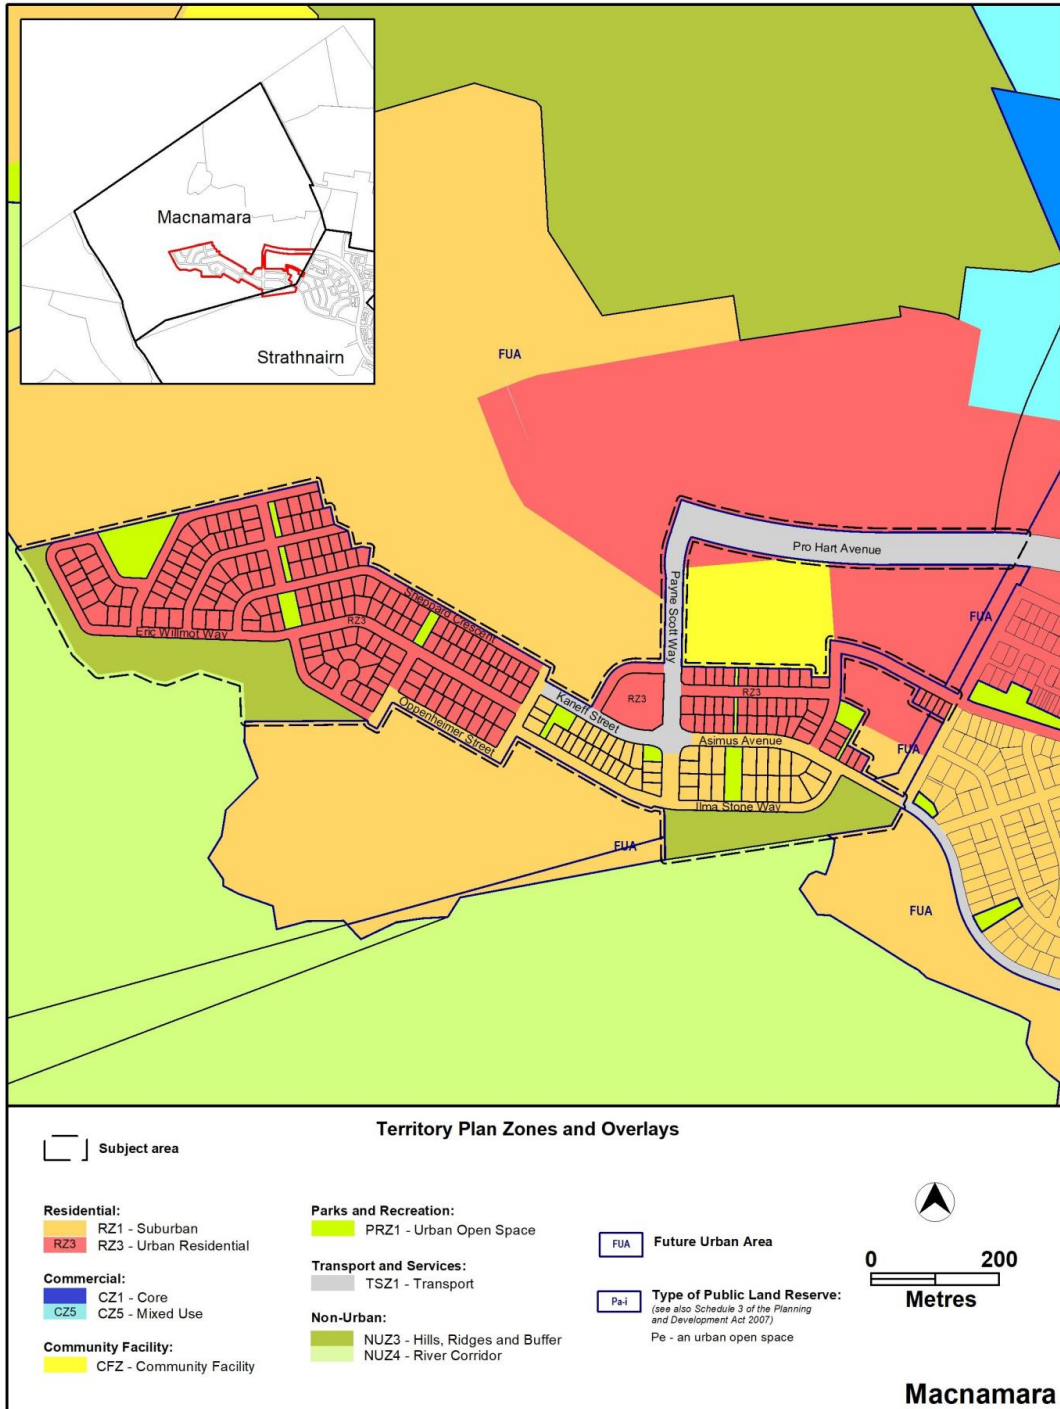 Macnamara
Strathnairn
FUA
Pro Hart Avenue
Payne Scott Way
FUA
Sheppard Crescent
RZ3
Eric Willmot Way
Oppenheimer Street
Kaneff Street
RZ3
RZ3
Asimus Avenue
FUA
Ilma Stone Way
FUA
FUA
Territory Plan Zones and Overlays
Subject area
Residential:
RZ1 - Suburban
RZ3 RZ3 - Urban Residential
Commercial:
CZ1 - Core
CZ5 CZ5 - Mixed Use
Community Facility:
CFZ - Community Facility
Parks and Recreation:
PRZ1 - Urban Open Space
Transport and Services:
TSZ1 - Transport
Non-Urban:
NUZ3 - Hills, Ridges and Buffer
NUZ4 - River Corridor
FUA Future Urban Area
Pa-i Type of Public Land Reserve:
(see also Schedule 3 of the Planning
and Development Act 2007)
Pe - an urban open space
0 200
Metres
Macnamara